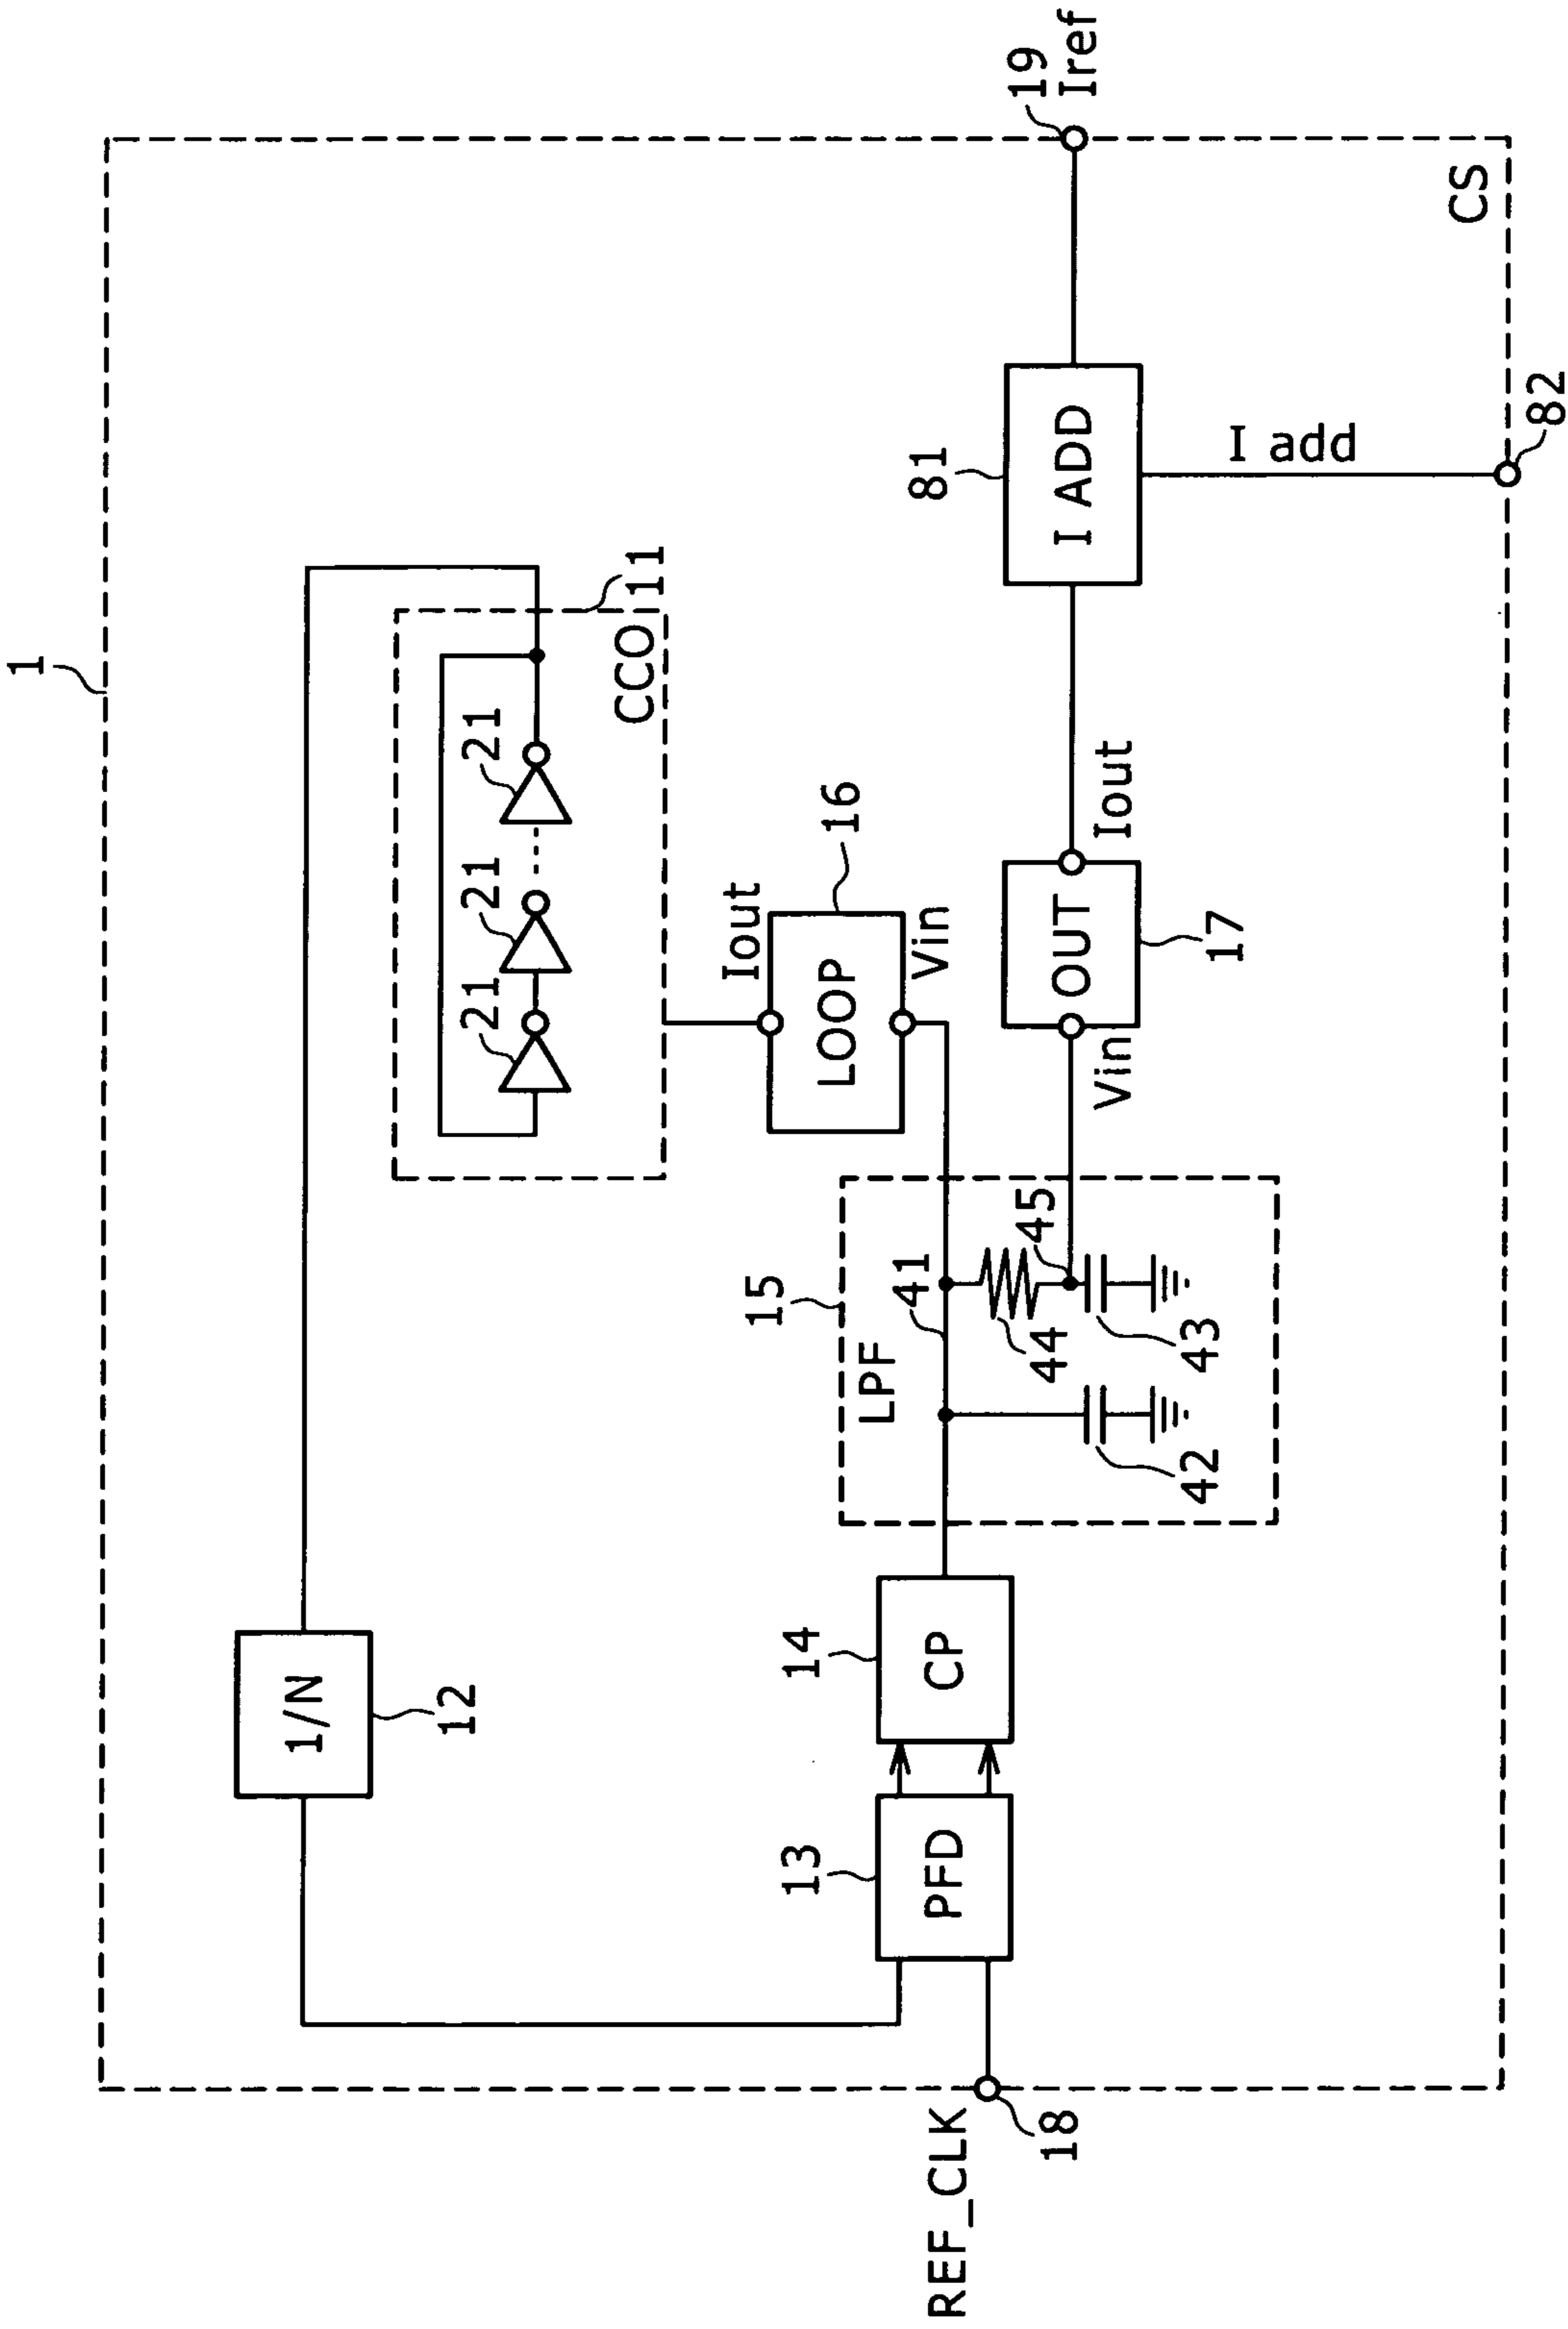 1
1/N
12
CCO
11
21
21
21
Iout
LOOP
16
Vin
REF_CLK
18
PFD
13
CP
14
LPF
15
41
42
43
44
45
Vin
OUT
17
Iout
I ADD
81
I add
82
19
Iref
CS